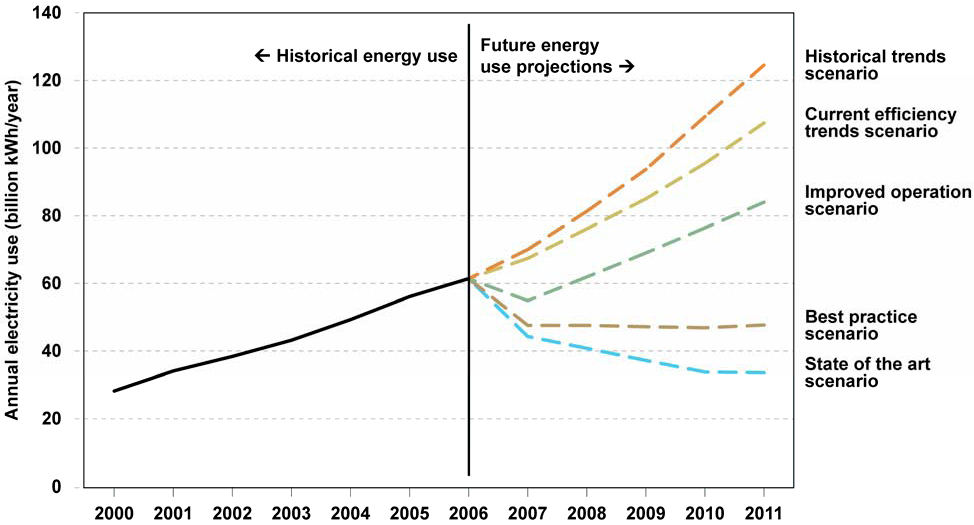 Annual electricity use (billion kWh/year)
140
120
100
80
60
40
20
0
← Historical energy use
Future energy
use projections →
Historical trends
scenario
Current efficiency
trends scenario
Improved operation
scenario
Best practice
scenario
State of the art
scenario
2000 2001 2002 2003 2004 2005 2006 2007 2008 2009 2010 2011